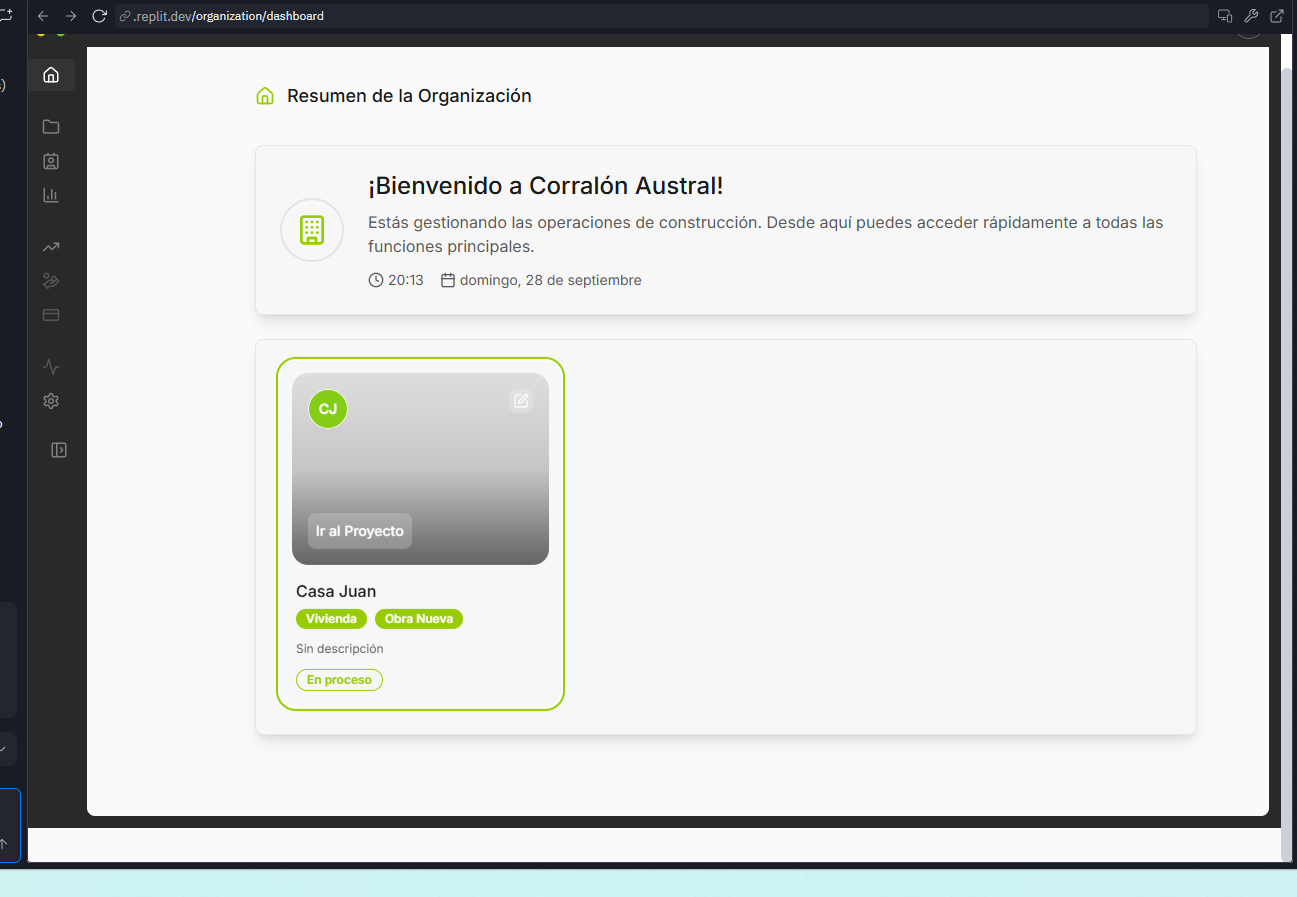 .replit.dev/organization/dashboard
Resumen de la Organización
¡Bienvenido a Corralón Austral!
Estás gestionando las operaciones de construcción. Desde aquí puedes acceder rápidamente a todas las
funciones principales.
20:13 domingo, 28 de septiembre
CJ
Ir al Proyecto
Casa Juan
Vivienda Obra Nueva
Sin descripción
En proceso